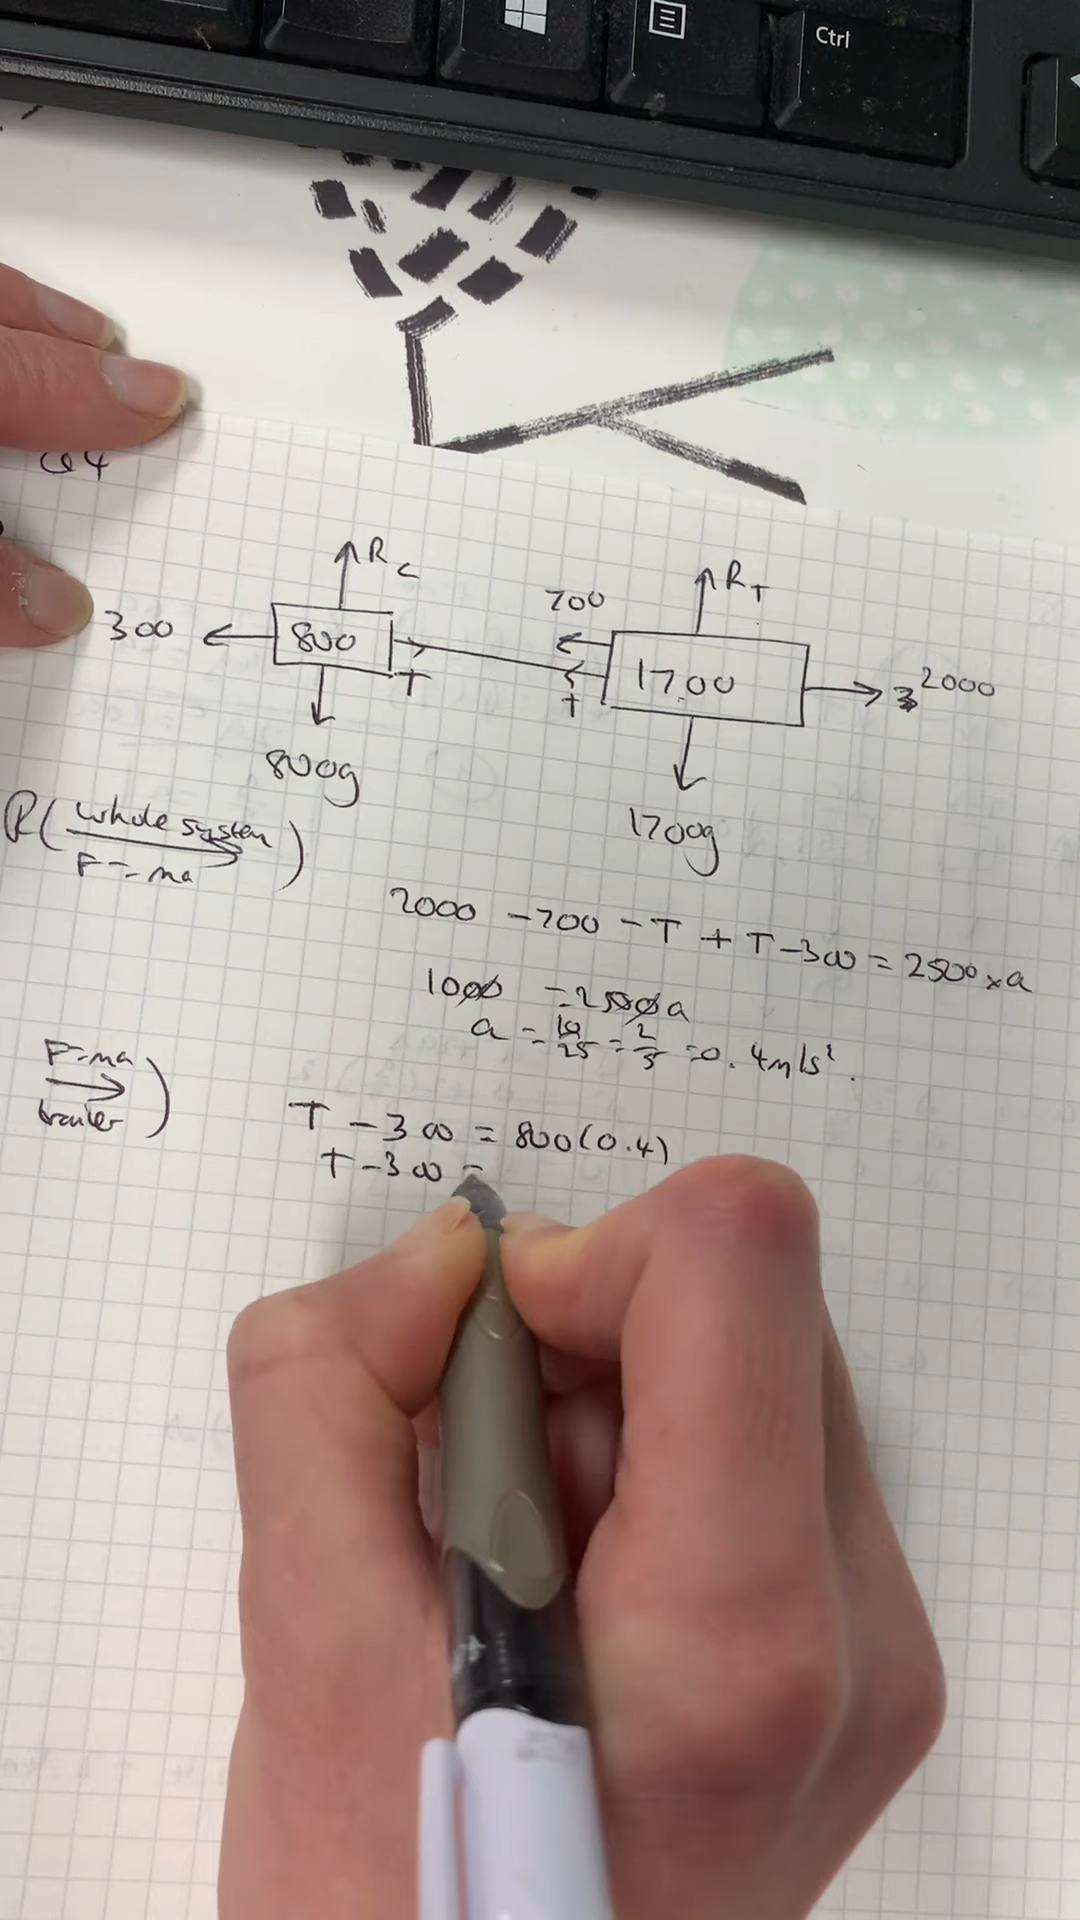 Ctrl
Q4
R_C
R_T
300
800
T
700
T
1700
2000
800g
1700g
R( whole system )
F=ma
2000 - 700 - T + T - 300 = 2500 × a
1000 = 2500a
a = 10/25 = 2/5 = 0.4m/s².
F=ma )
trailer
T - 300 = 800(0.4)
T - 300 =